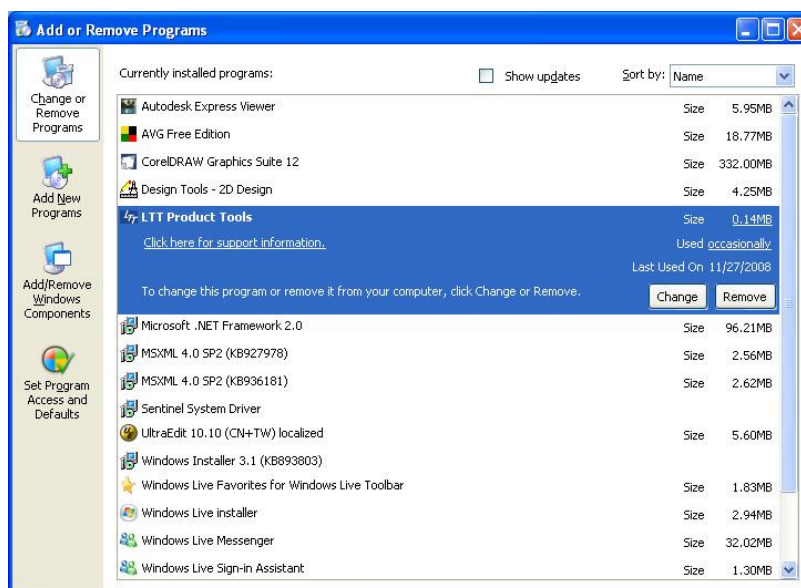 Add or Remove Programs
Change or
Remove
Programs
Add New
Programs
Add/Remove
Windows
Components
Set Program
Access and
Defaults
Currently installed programs:
Show updates
Sort by: Name
Autodesk Express Viewer Size 5.95MB
AVG Free Edition Size 18.77MB
CorelDRAW Graphics Suite 12 Size 332.00MB
Design Tools - 2D Design Size 4.25MB
LTT Product Tools Size 0.14MB
Click here for support information. Used occasionally
Last Used On 11/27/2008
To change this program or remove it from your computer, click Change or Remove. Change Remove
Microsoft .NET Framework 2.0 Size 96.21MB
MSXML 4.0 SP2 (KB927978) Size 2.56MB
MSXML 4.0 SP2 (KB936181) Size 2.62MB
Sentinel System Driver
UltraEdit 10.10 (CN+TW) localized Size 5.60MB
Windows Installer 3.1 (KB893803)
Windows Live Favorites for Windows Live Toolbar Size 1.83MB
Windows Live installer Size 2.94MB
Windows Live Messenger Size 32.02MB
Windows Live Sign-in Assistant Size 1.30MB